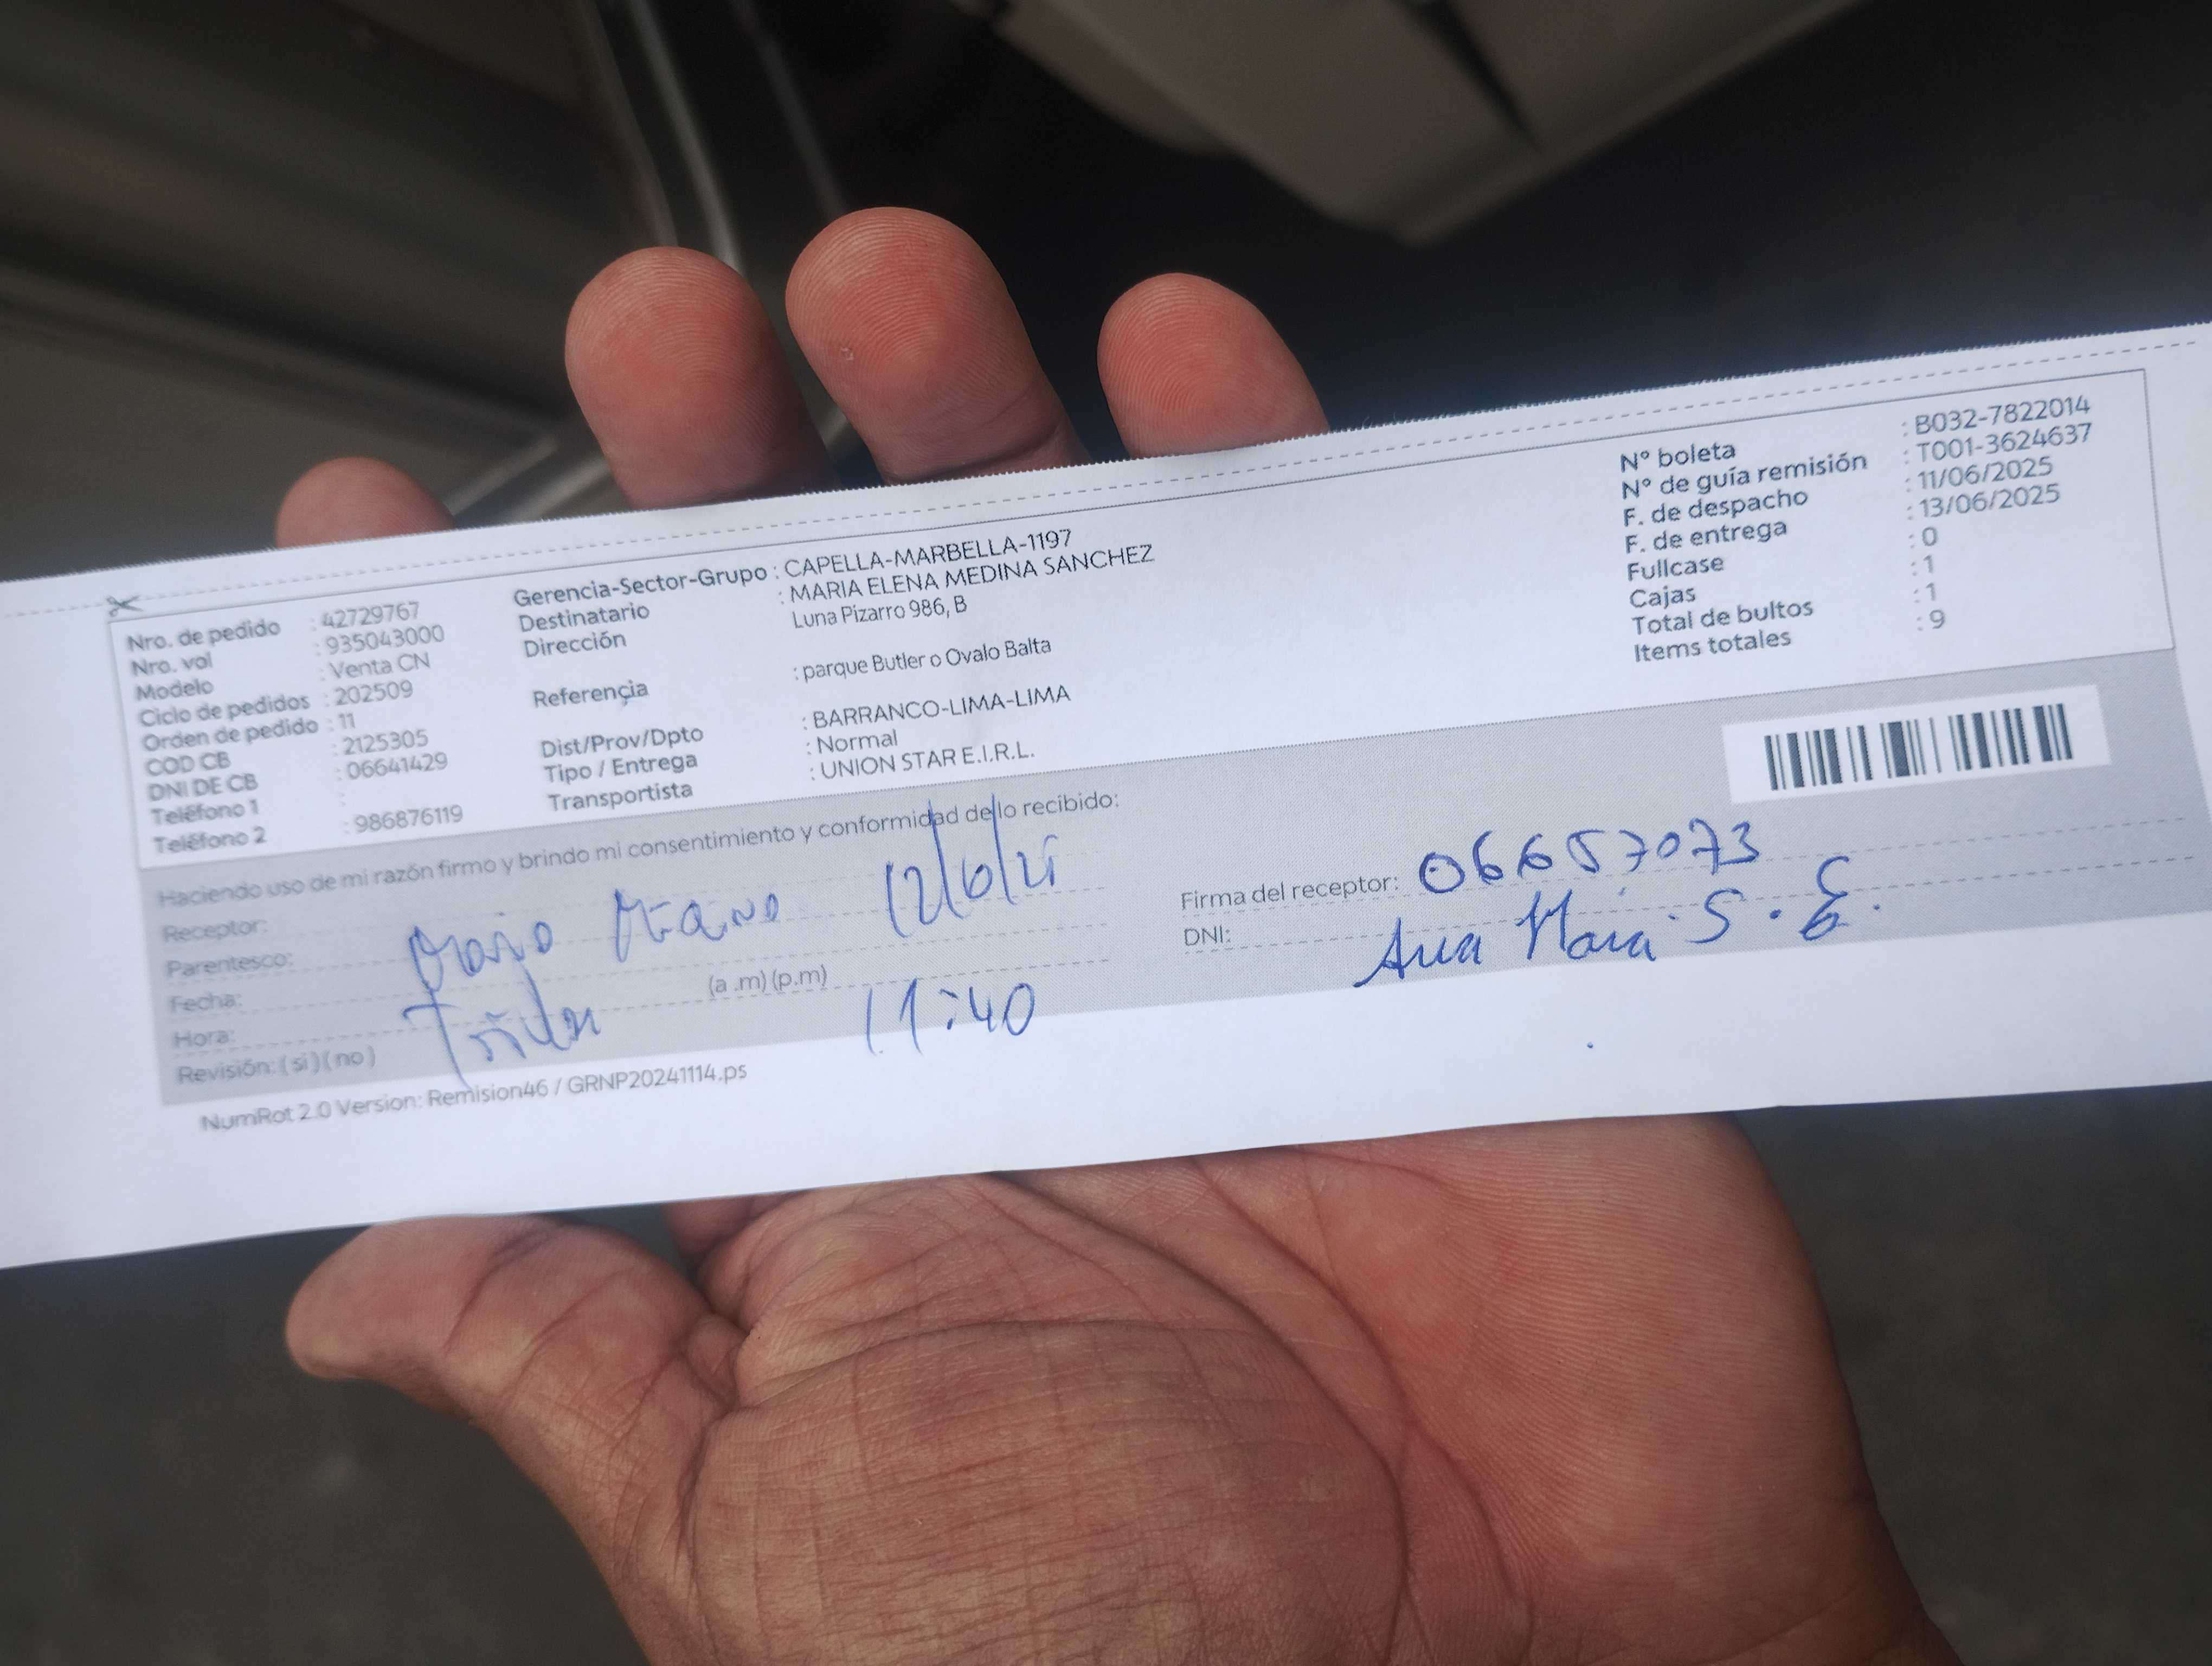 Nro. de pedido : 42729767
Nro. vol : 935043000
Modelo : Venta CN
Ciclo de pedidos : 202509
Orden de pedido : 11
COD CB : 2125305
DNI DE CB : 06641429
Teléfono 1 :
Teléfono 2 : 986876119
Gerencia-Sector-Grupo : CAPELLA-MARBELLA-1197
Destinatario : MARIA ELENA MEDINA SANCHEZ
Dirección Luna Pizarro 986, B
Referencia : parque Butler o Ovalo Balta
Dist/Prov/Dpto : BARRANCO-LIMA-LIMA
Tipo / Entrega : Normal
Transportista : UNION STAR E.I.R.L.
N° boleta : B032-7822014
N° de guía remisión : T001-3624637
F. de despacho : 11/06/2025
F. de entrega : 13/06/2025
Fullcase : 0
Cajas : 1
Total de bultos : 1
Items totales : 9
Haciendo uso de mi razón firmo y brindo mi consentimiento y conformidad de lo recibido:
Receptor:
Parentesco: 12/6/25
Fecha:
Hora: (a .m) (p.m) 11:40
Revisión: ( si ) ( no )
Firma del receptor: 06657073
DNI: Ana María S. E.
NumRot 2.0 Version: Remision46 / GRNP20241114.ps